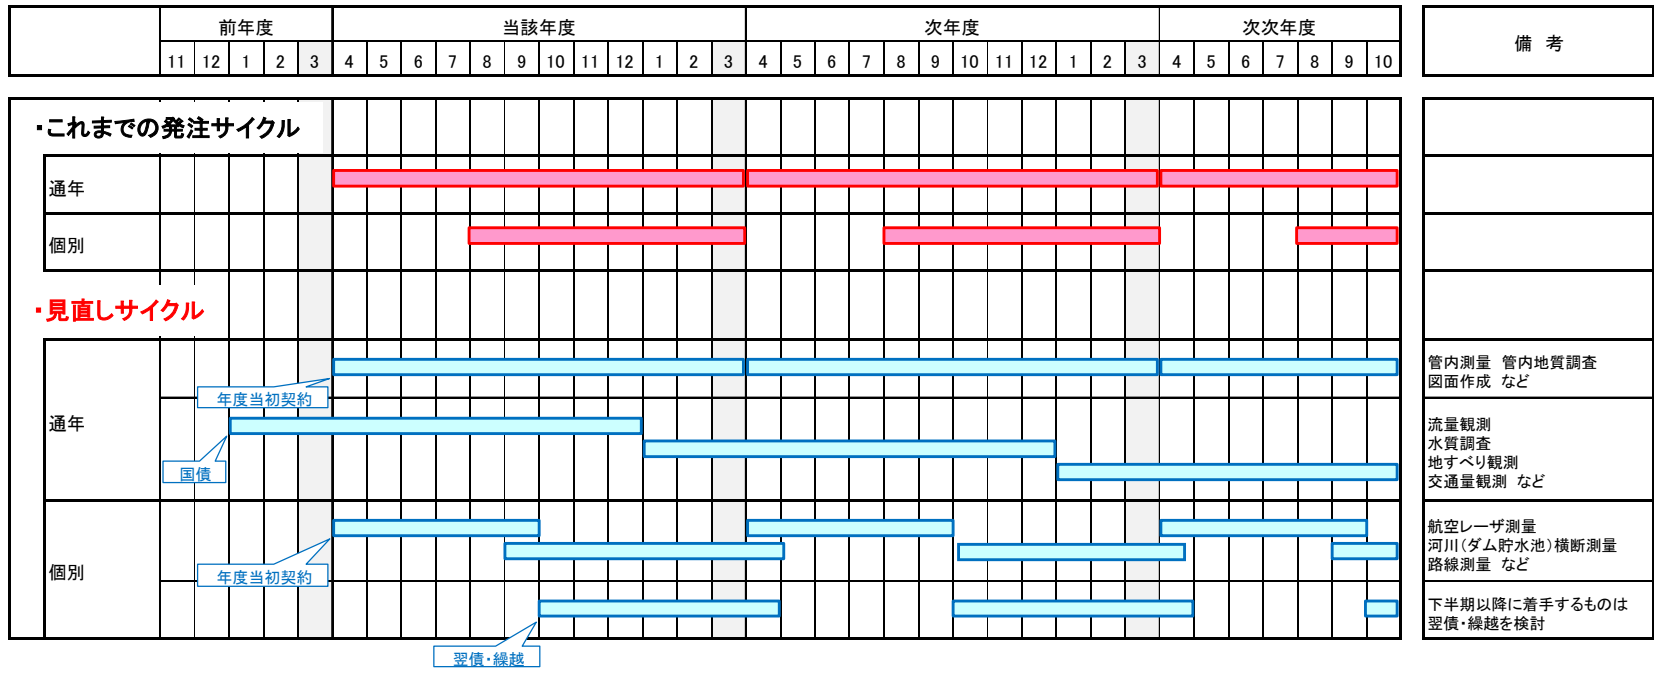 前年度 当該年度 次年度 次次年度 備 考
11 12 1 2 3 4 5 6 7 8 9 10 11 12 1 2 3 4 5 6 7 8 9 10 11 12 1 2 3 4 5 6 7 8 9 10
・これまでの発注サイクル
通年
個別
・見直しサイクル
通年
年度当初契約
管内測量 管内地質調査
図面作成 など
国債
流量観測
水質調査
地すべり観測
交通量観測 など
個別
年度当初契約
航空レーザ測量
河川(ダム貯水池)横断測量
路線測量 など
翌債・繰越
下半期以降に着手するものは
翌債・繰越を検討